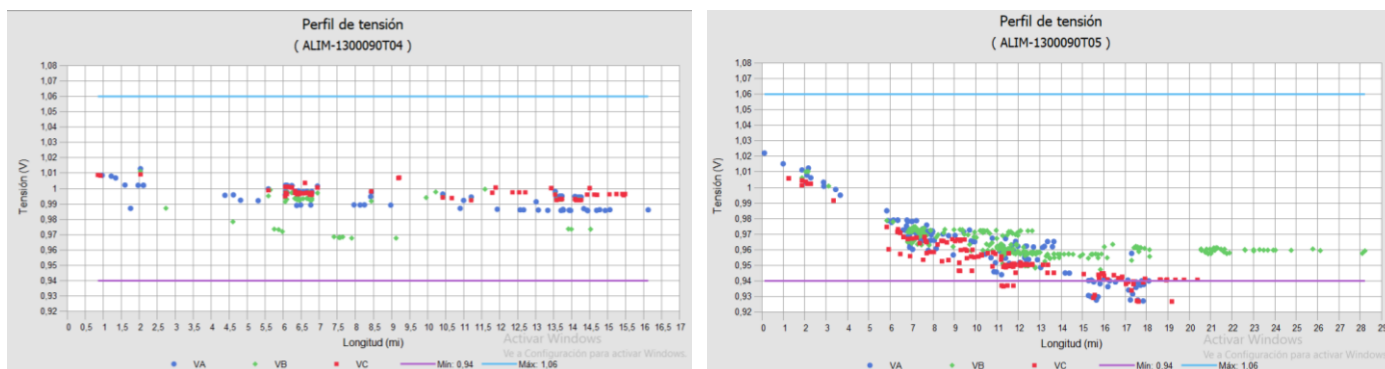 Perfil de tensión
( ALIM-1300090T04 )
1,08
1,07
1,06
1,05
1,04
1,03
1,02
1,01
1
0,99
0,98
0,97
0,96
0,95
0,94
0,93
0,92
Tensión (V)
0 0,5 1 1,5 2 2,5 3 3,5 4 4,5 5 5,5 6 6,5 7 7,5 8 8,5 9 9,5 10 10,5 11 11,5 12 12,5 13 13,5 14 14,5 15 15,5 16 16,5 17
Longitud (mi)
Activar Windows
Ve a Configuración para activar Windows.
VA VB VC Mín: 0.94 Máx: 1.06
Perfil de tensión
( ALIM-1300090T05 )
1,08
1,07
1,06
1,05
1,04
1,03
1,02
1,01
1
0,99
0,98
0,97
0,96
0,95
0,94
0,93
0,92
Tensión (V)
0 1 2 3 4 5 6 7 8 9 10 11 12 13 14 15 16 17 18 19 20 21 22 23 24 25 26 27 28 29
Longitud (mi)
Activar Windows
Ve a Configuración para activar Windows.
VA VB VC Mín: 0.94 Máx: 1.06